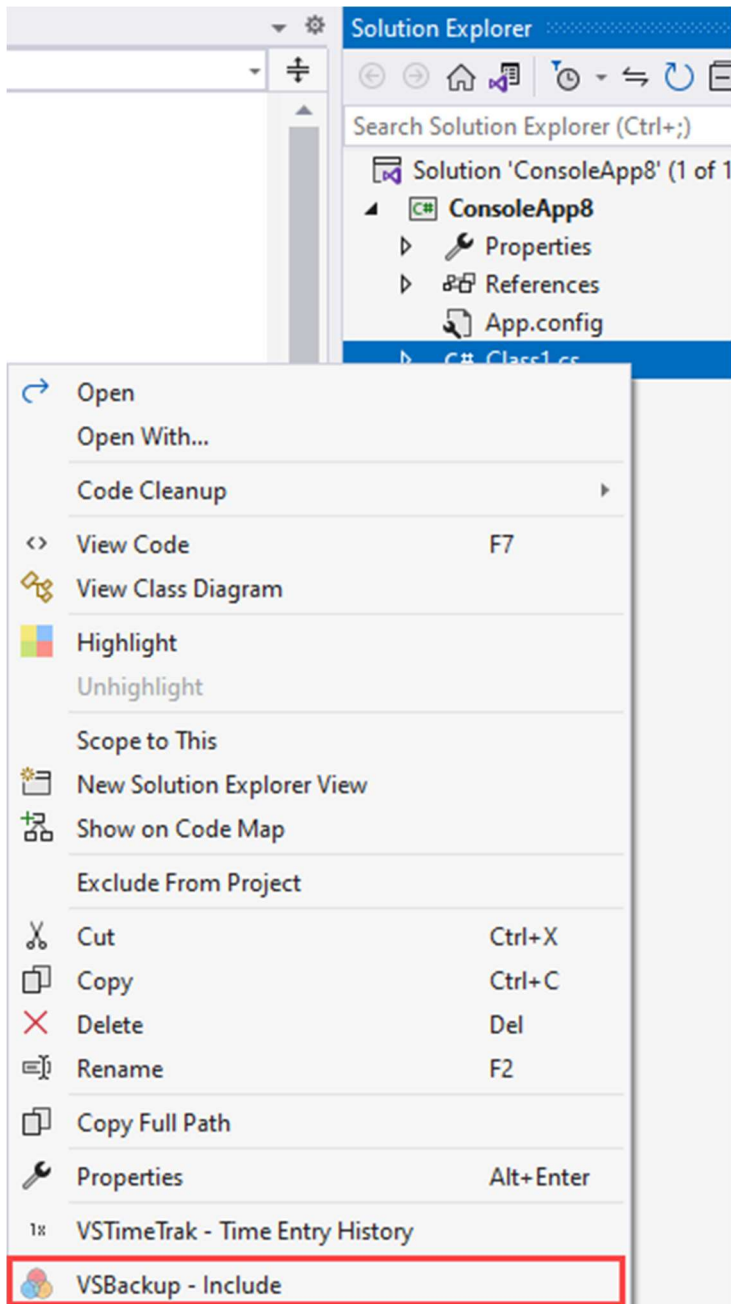 Solution Explorer
Search Solution Explorer (Ctrl+;)
Solution 'ConsoleApp8' (1 of 1
C# ConsoleApp8
Properties
References
App.config
C# Class1.cs
Open
Open With...
Code Cleanup
View Code F7
View Class Diagram
Highlight
Unhighlight
Scope to This
New Solution Explorer View
Show on Code Map
Exclude From Project
Cut Ctrl+X
Copy Ctrl+C
Delete Del
Rename F2
Copy Full Path
Properties Alt+Enter
VSTimeTrak - Time Entry History
VSBackup - Include